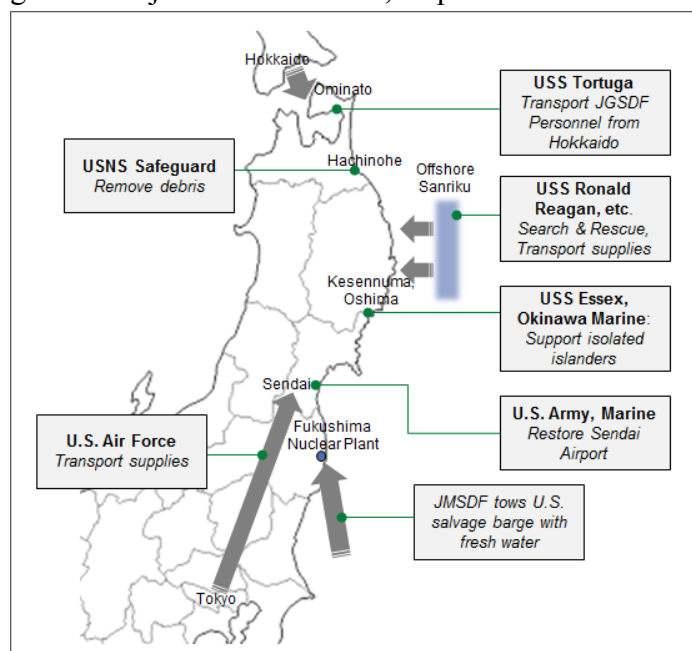 Hokkaido
Ominato
USS Tortuga
Transport JGSDF
Personnel from
Hokkaido
USNS Safeguard
Remove debris
Hachinohe
Offshore
Sanriku
USS Ronald
Reagan, etc.
Search & Rescue,
Transport supplies
Kesennuma,
Oshima
USS Essex,
Okinawa Marine:
Support isolated
islanders
Sendai
U.S. Army, Marine
Restore Sendai
Airport
U.S. Air Force
Transport supplies
Fukushima
Nuclear Plant
JMSDF tows U.S.
salvage barge with
fresh water
Tokyo